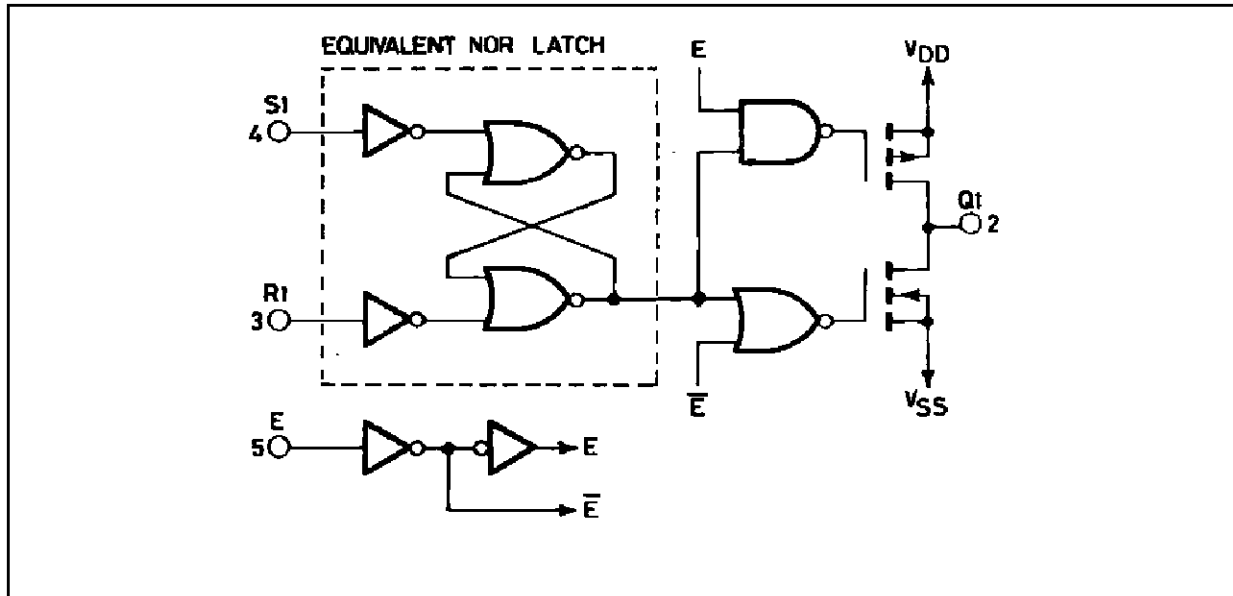 EQUIVALENT NOR LATCH
E
VDD
S1
4
Q1
2
R1
3
E̅
VSS
E
5
E
E̅